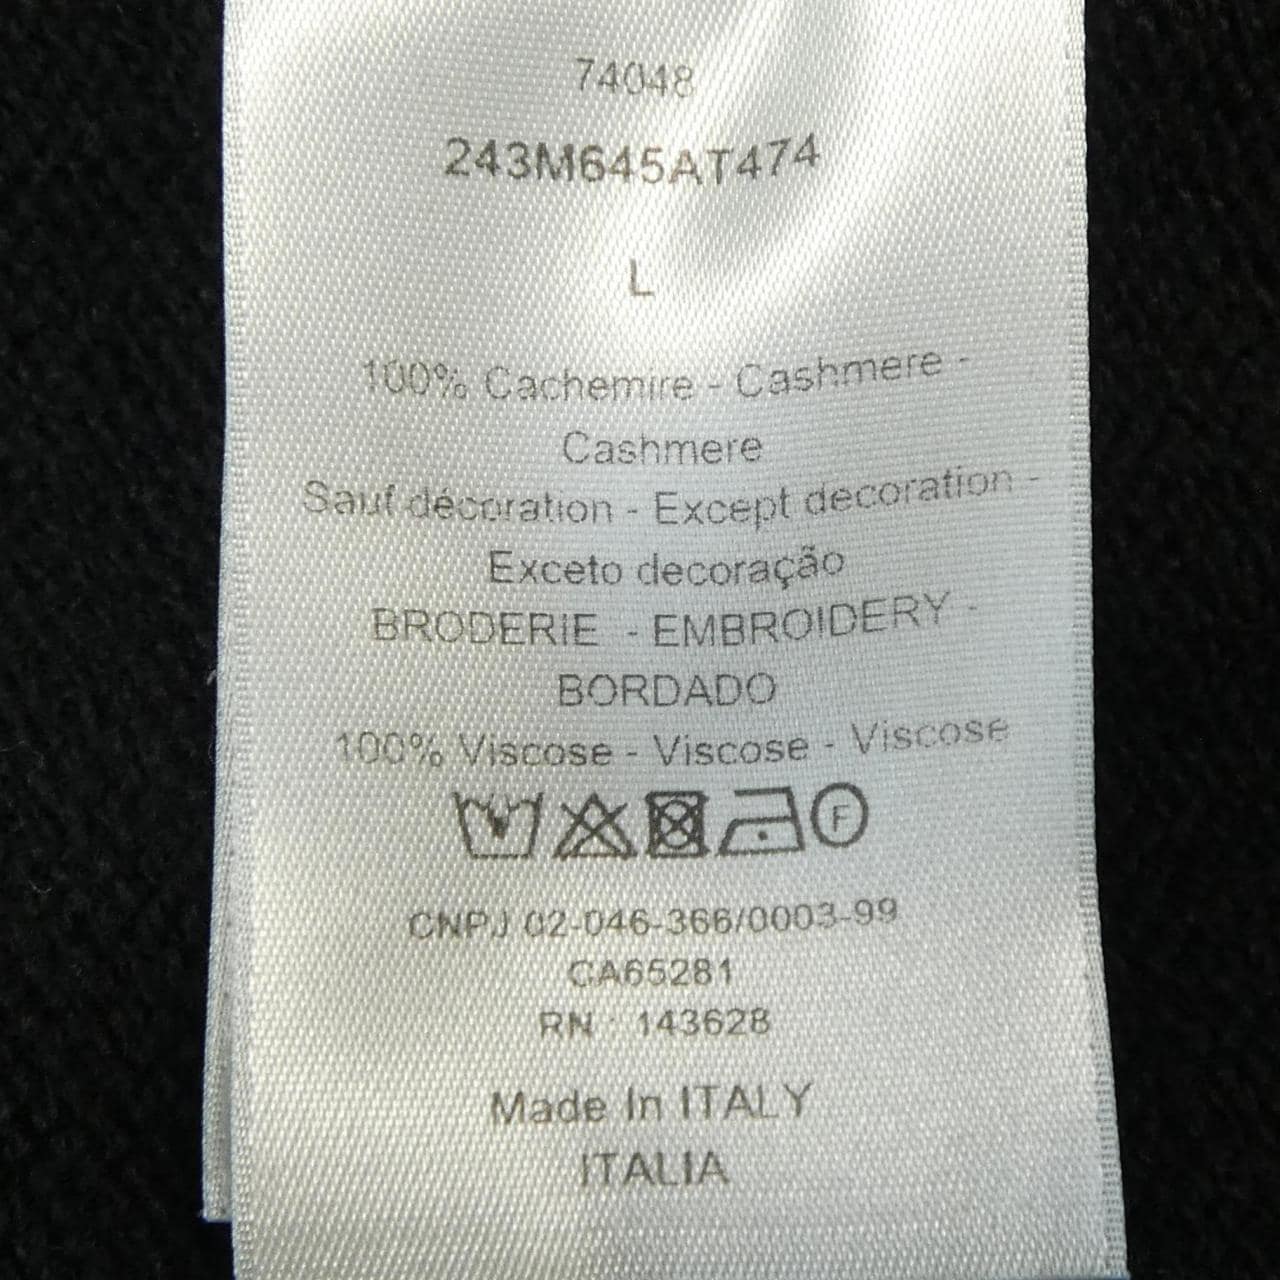 74048
243M645AT474
L
100% Cachemire - Cashmere -
Cashmere
Sauf décoration - Except decoration -
Exceto decoração
BRODERIE - EMBROIDERY -
BORDADO
100% Viscose - Viscose - Viscose
F
CNPJ 02-046-366/0003-99
CA65281
RN : 143628
Made In ITALY
ITALIA